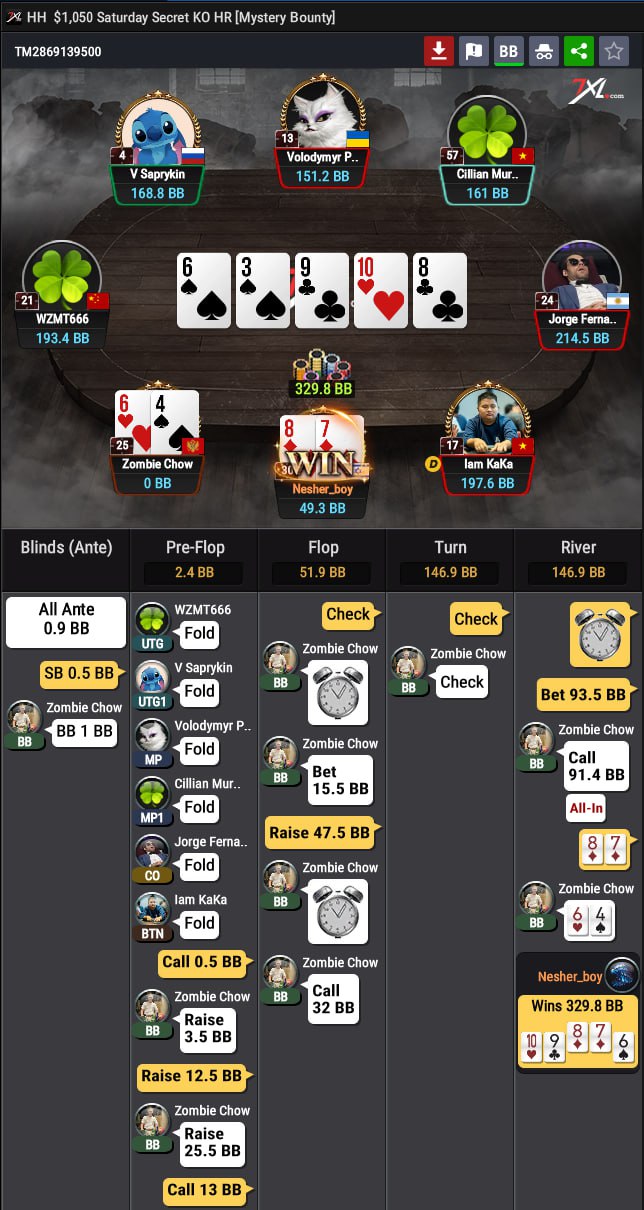 HH $1,050 Saturday Secret KO HR [Mystery Bounty]
TM2869139500
BB
7XL.com
4
V Saprykin
168.8 BB
13
Volodymyr P..
151.2 BB
57
Cillian Mur..
161 BB
21
WZMT666
193.4 BB
6 3 9 10 8
24
Jorge Ferna..
214.5 BB
329.8 BB
6 4
25
Zombie Chow
0 BB
8 7
WIN
Nesher_boy
49.3 BB
D
17
Iam KaKa
197.6 BB
Blinds (Ante)
All Ante
0.9 BB
SB 0.5 BB
Zombie Chow
BB
BB 1 BB
Pre-Flop
2.4 BB
WZMT666
UTG
Fold
V Saprykin
UTG1
Fold
Volodymyr P..
MP
Fold
Cillian Mur..
MP1
Fold
Jorge Ferna..
CO
Fold
Iam KaKa
BTN
Fold
Call 0.5 BB
Zombie Chow
BB
Raise
3.5 BB
Raise 12.5 BB
Zombie Chow
BB
Raise
25.5 BB
Call 13 BB
Flop
51.9 BB
Check
Zombie Chow
BB
Zombie Chow
BB
Bet
15.5 BB
Raise 47.5 BB
Zombie Chow
BB
Zombie Chow
BB
Call
32 BB
Turn
146.9 BB
Check
Zombie Chow
BB
Check
River
146.9 BB
Bet 93.5 BB
Zombie Chow
BB
Call
91.4 BB
All-In
8 7
Zombie Chow
BB
6 4
Nesher_boy
Wins 329.8 BB
10 9 8 7 6